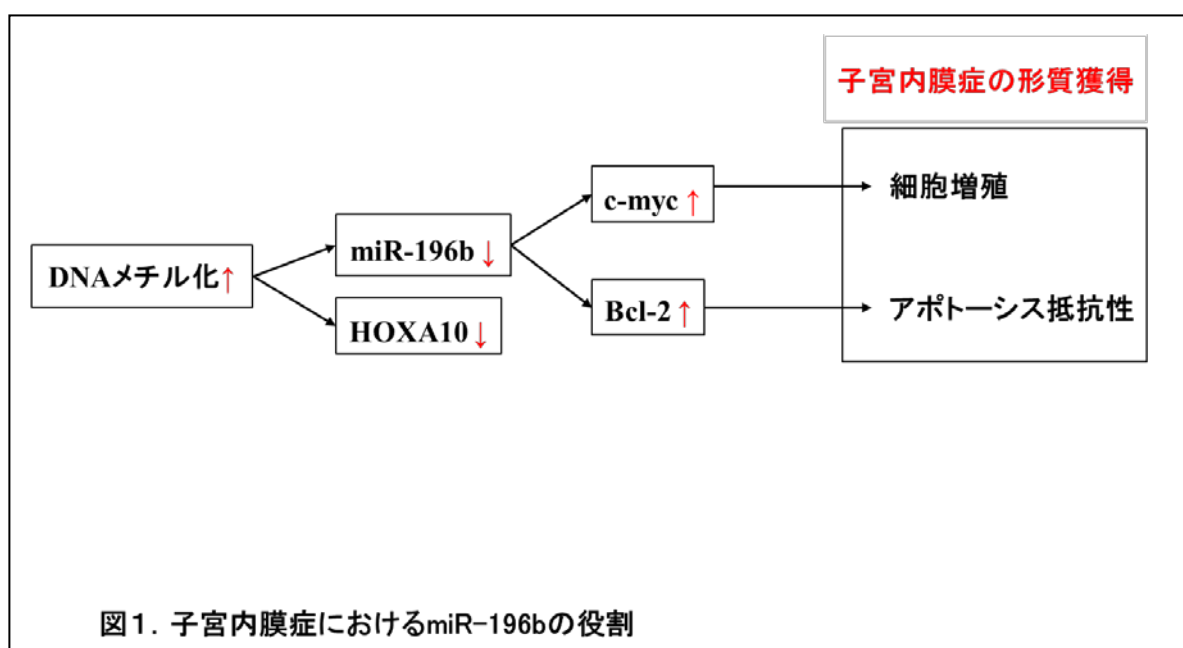 子宮内膜症の形質獲得
細胞増殖
c-myc ↑
miR-196b ↓
DNAメチル化↑
HOXA10 ↓
Bcl-2 ↑
アポトーシス抵抗性
図１．子宮内膜症におけるmiR-196bの役割